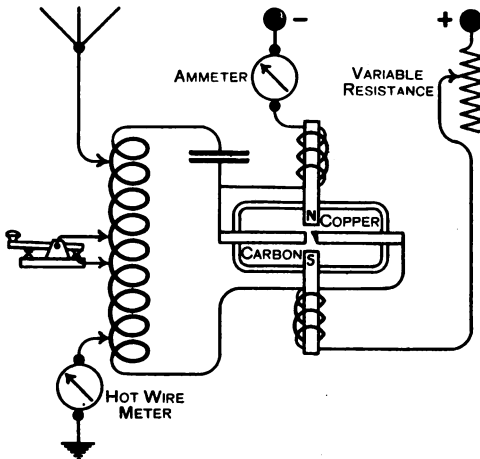 − +
AMMETER
VARIABLE
RESISTANCE
N COPPER
CARBON S
HOT WIRE
METER